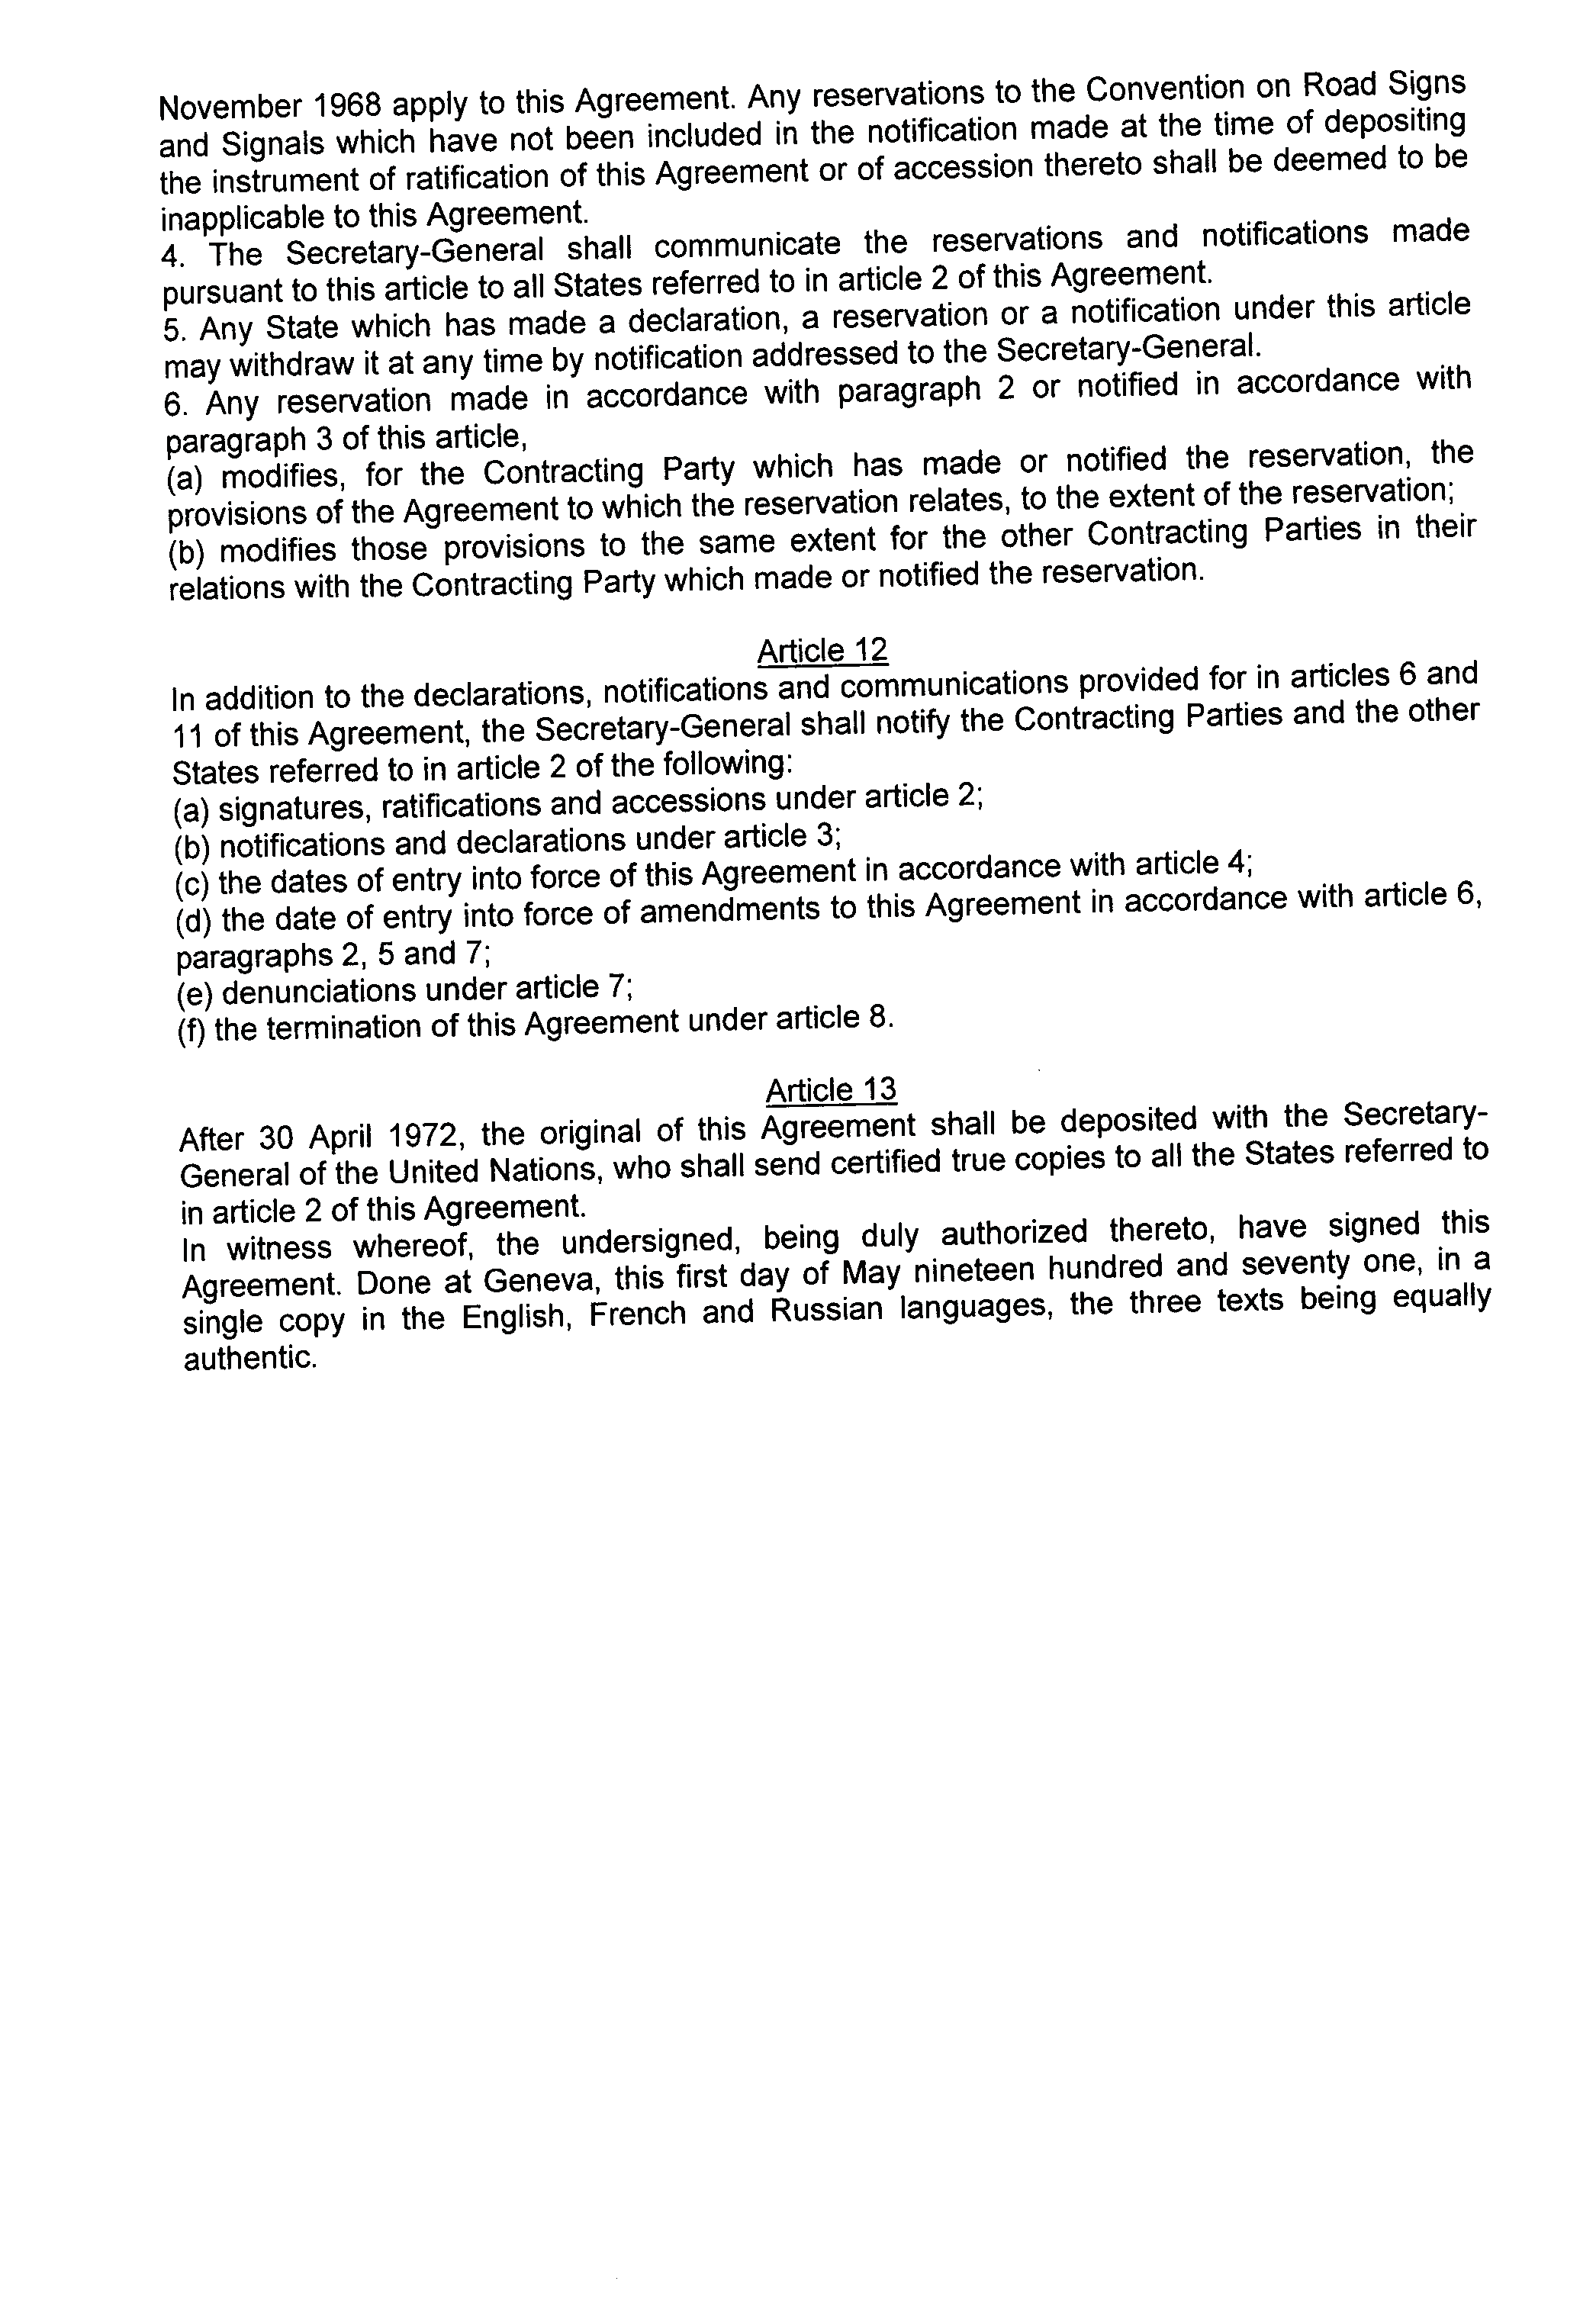 November 1968 apply to this Agreement. Any reservations to the Convention on Road Signs
and Signals which have not been included in the notification made at the time of depositing
the instrument of ratification of this Agreement or of accession thereto shall be deemed to be
inapplicable to this Agreement.
4. The Secretary-General shall communicate the reservations and notifications made
pursuant to this article to all States referred to in article 2 of this Agreement.
5. Any State which has made a declaration, a reservation or a notification under this article
may withdraw it at any time by notification addressed to the Secretary-General.
6. Any reservation made in accordance with paragraph 2 or notified in accordance with
paragraph 3 of this article,
(a) modifies, for the Contracting Party which has made or notified the reservation, the
provisions of the Agreement to which the reservation relates, to the extent of the reservation;
(b) modifies those provisions to the same extent for the other Contracting Parties in their
relations with the Contracting Party which made or notified the reservation.
Article 12
In addition to the declarations, notifications and communications provided for in articles 6 and
11 of this Agreement, the Secretary-General shall notify the Contracting Parties and the other
States referred to in article 2 of the following:
(a) signatures, ratifications and accessions under article 2;
(b) notifications and declarations under article 3;
(c) the dates of entry into force of this Agreement in accordance with article 4;
(d) the date of entry into force of amendments to this Agreement in accordance with article 6,
paragraphs 2, 5 and 7;
(e) denunciations under article 7;
(f) the termination of this Agreement under article 8.
Article 13
After 30 April 1972, the original of this Agreement shall be deposited with the Secretary-
General of the United Nations, who shall send certified true copies to all the States referred to
in article 2 of this Agreement.
In witness whereof, the undersigned, being duly authorized thereto, have signed this
Agreement. Done at Geneva, this first day of May nineteen hundred and seventy one, in a
single copy in the English, French and Russian languages, the three texts being equally
authentic.